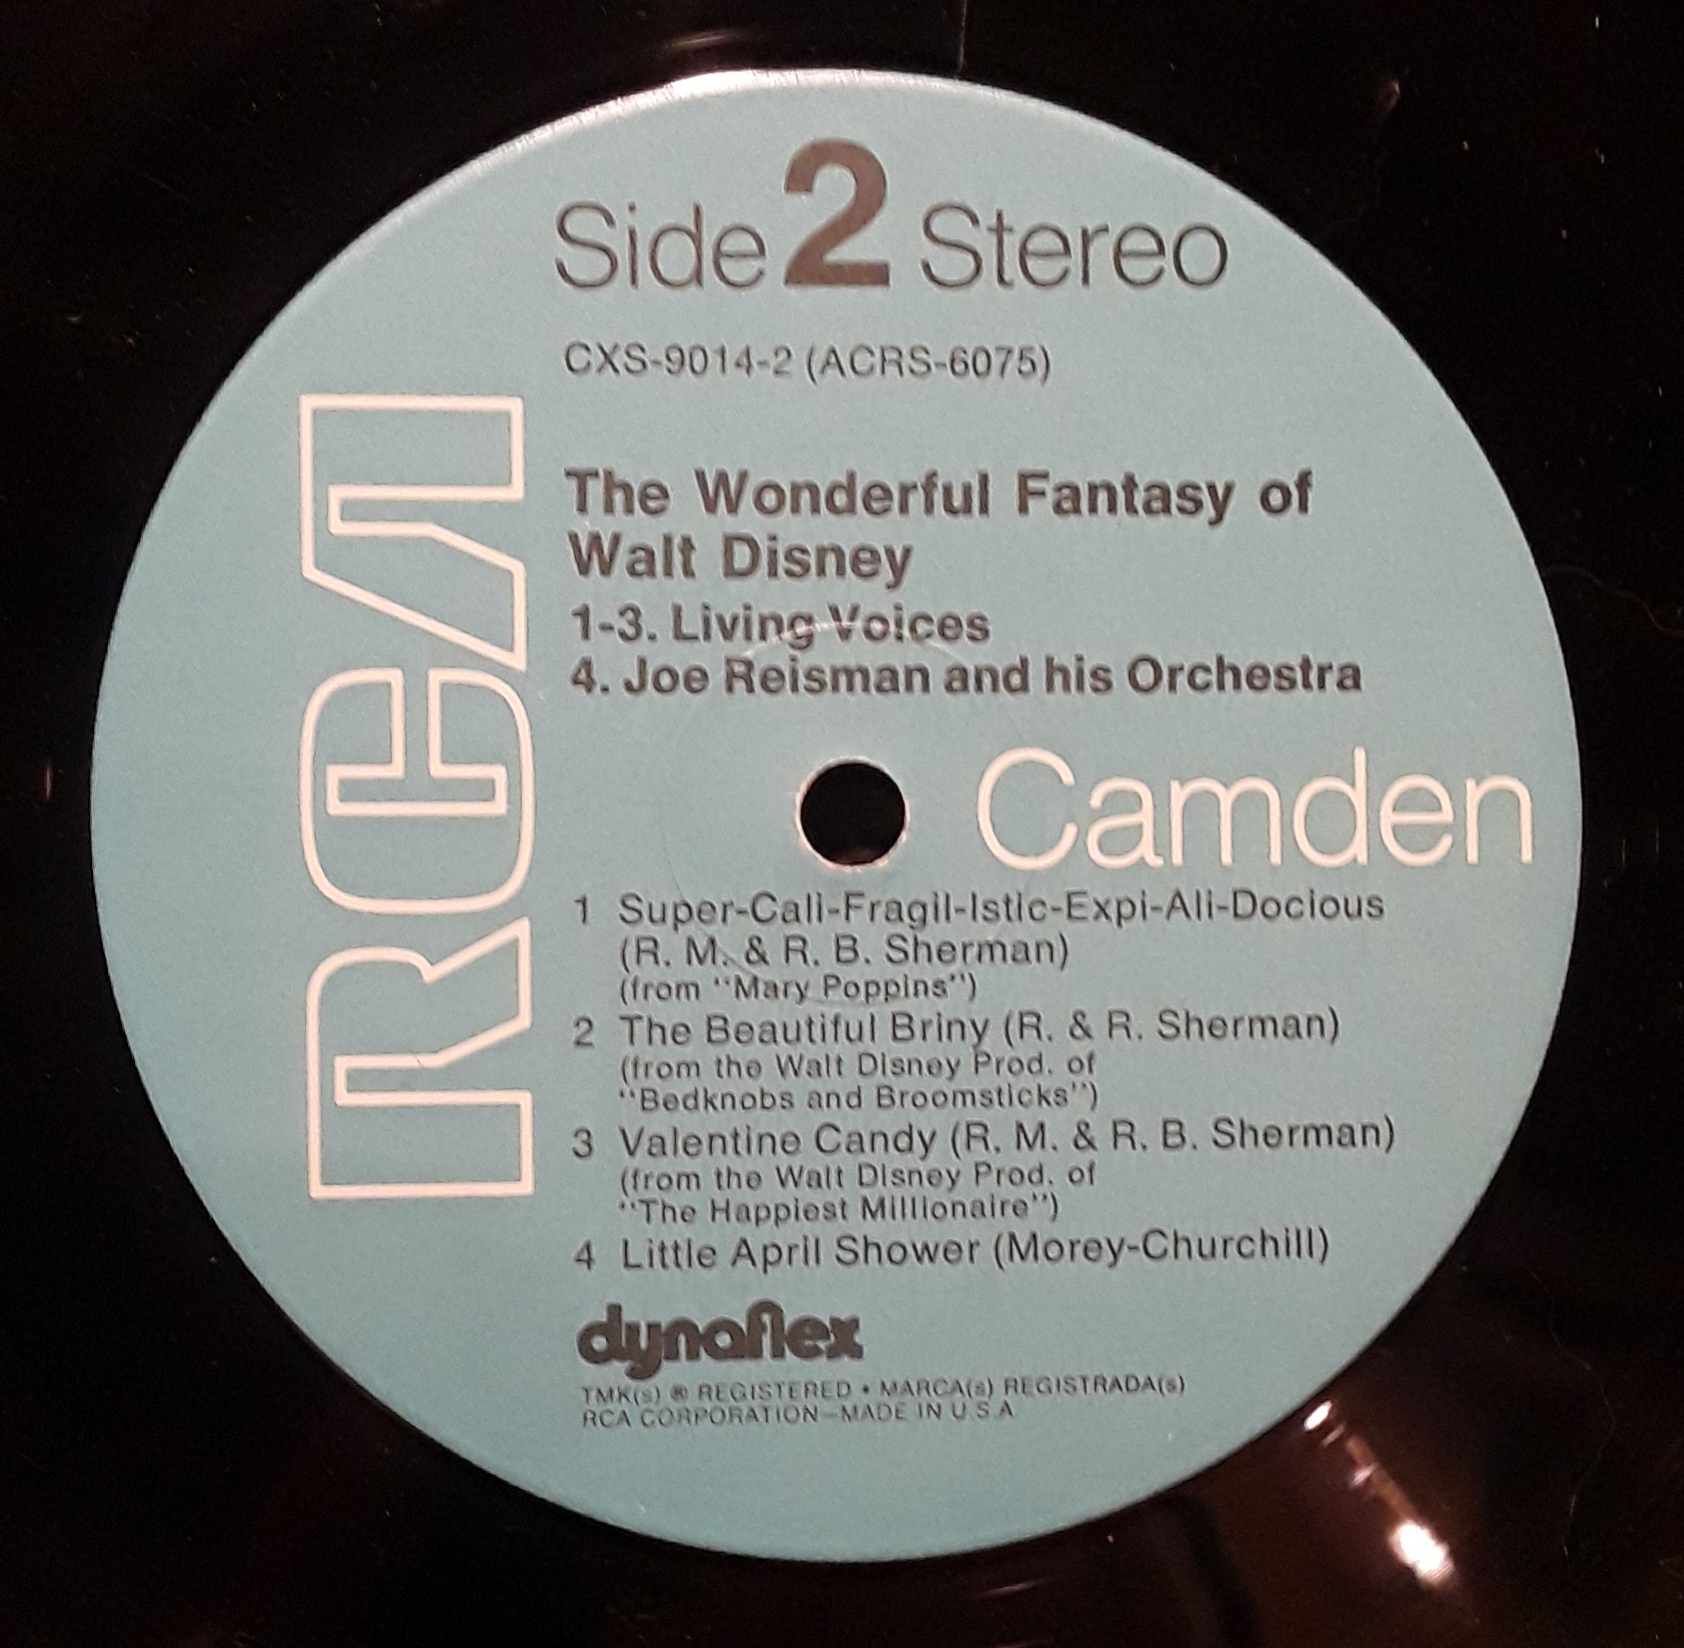 Side 2 Stereo
CXS-9014-2 (ACRS-6075)
The Wonderful Fantasy of
Walt Disney
1-3. Living Voices
4. Joe Reisman and his Orchestra
RCA
Camden
1 Super-Cali-Fragil-Istic-Expi-Ali-Docious
(R. M. & R. B. Sherman)
(from "Mary Poppins")
2 The Beautiful Briny (R. & R. Sherman)
(from the Walt Disney Prod. of
"Bedknobs and Broomsticks")
3 Valentine Candy (R. M. & R. B. Sherman)
(from the Walt Disney Prod. of
"The Happiest Millionaire")
4 Little April Shower (Morey-Churchill)
dynaflex
TMK(s) ® REGISTERED • MARCA(s) REGISTRADA(s)
RCA CORPORATION—MADE IN U.S.A